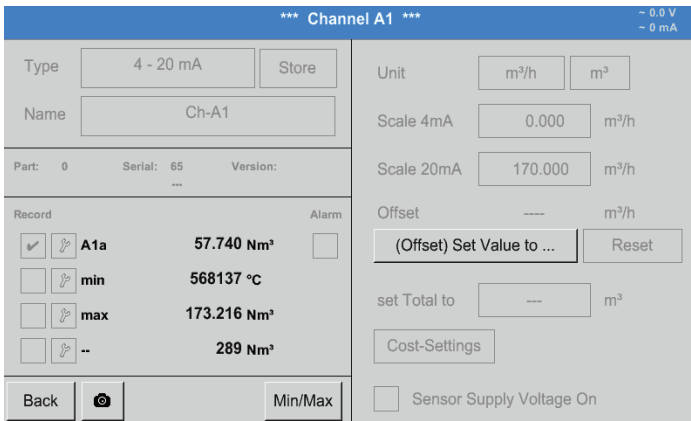 *** Channel A1 ***
~ 0.0 V
~ 0 mA
Type 4 - 20 mA Store
Name Ch-A1
Part: 0 Serial: 65 Version:
---
Record Alarm
A1a 57.740 Nm³
min 568137 °C
max 173.216 Nm³
-- 289 Nm³
Back Min/Max
Unit m³/h m³
Scale 4mA 0.000 m³/h
Scale 20mA 170.000 m³/h
Offset ---- m³/h
(Offset) Set Value to ... Reset
set Total to --- m³
Cost-Settings
Sensor Supply Voltage On